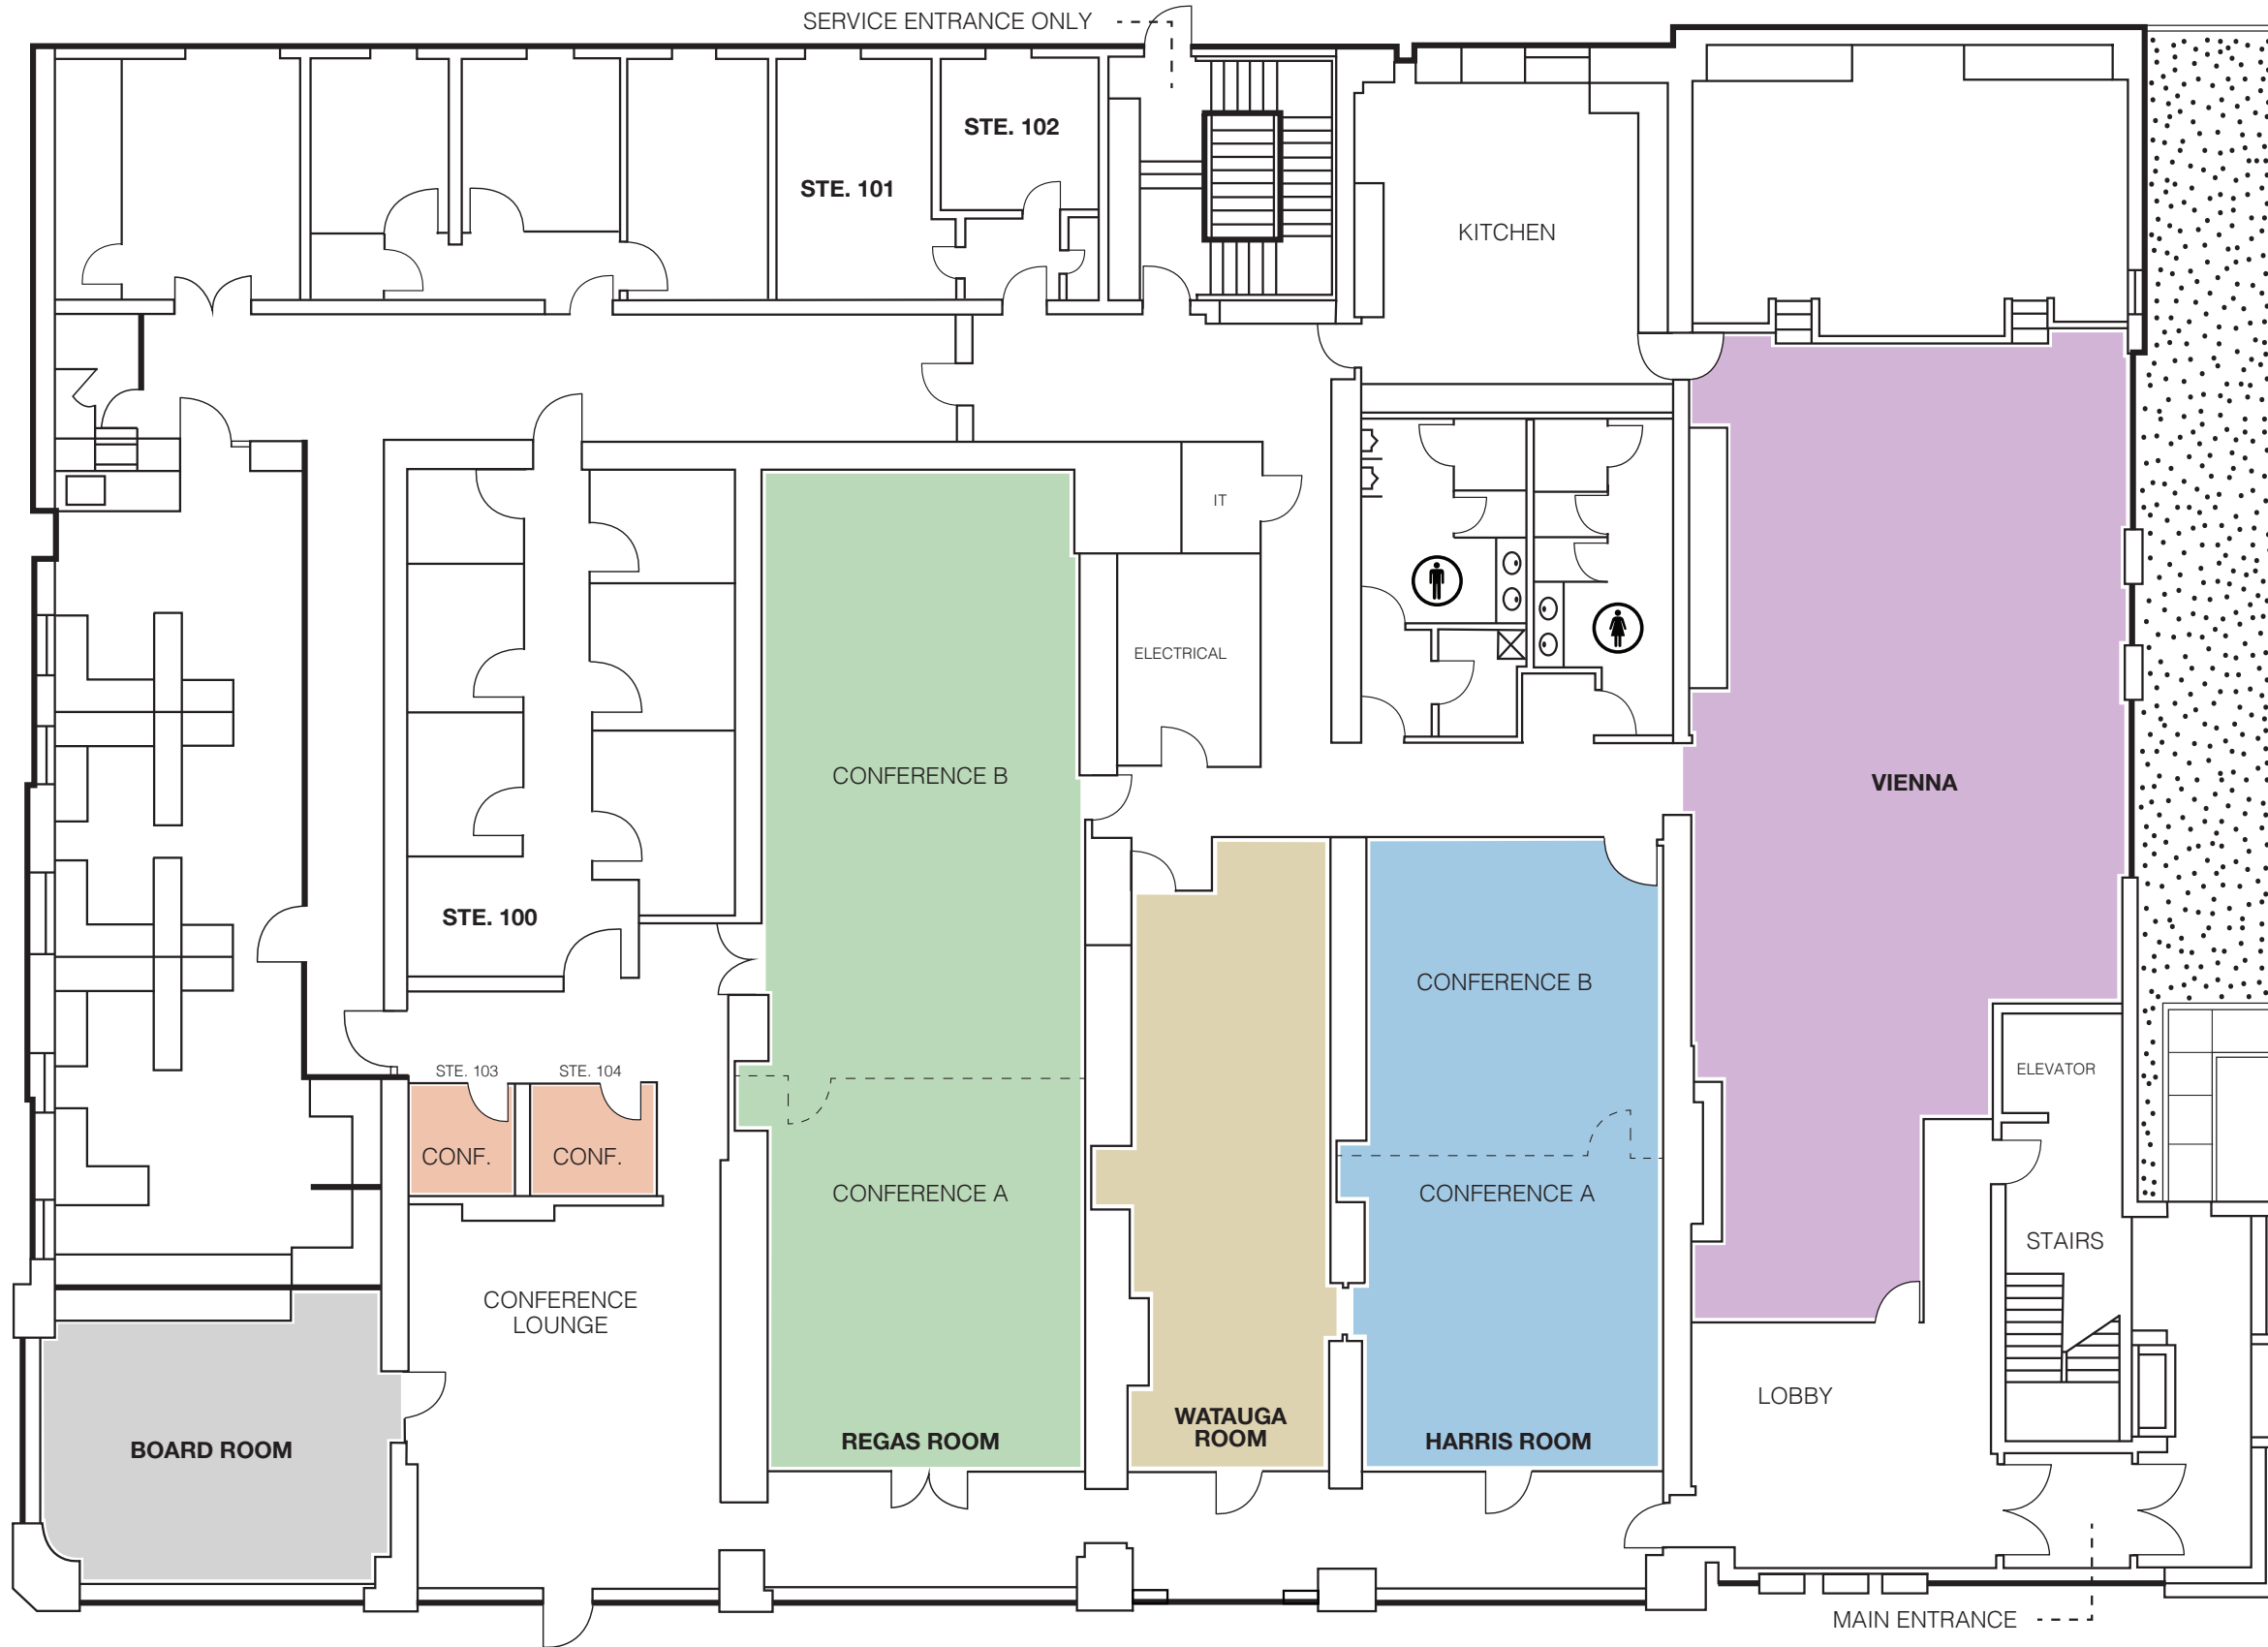 SERVICE ENTRANCE ONLY
STE. 102
STE. 101
KITCHEN
IT
ELECTRICAL
CONFERENCE B
VIENNA
STE. 100
CONFERENCE B
STE. 103
STE. 104
ELEVATOR
CONF.
CONF.
CONFERENCE A
CONFERENCE A
STAIRS
CONFERENCE
LOUNGE
LOBBY
BOARD ROOM
REGAS ROOM
WATAUGA
ROOM
HARRIS ROOM
MAIN ENTRANCE